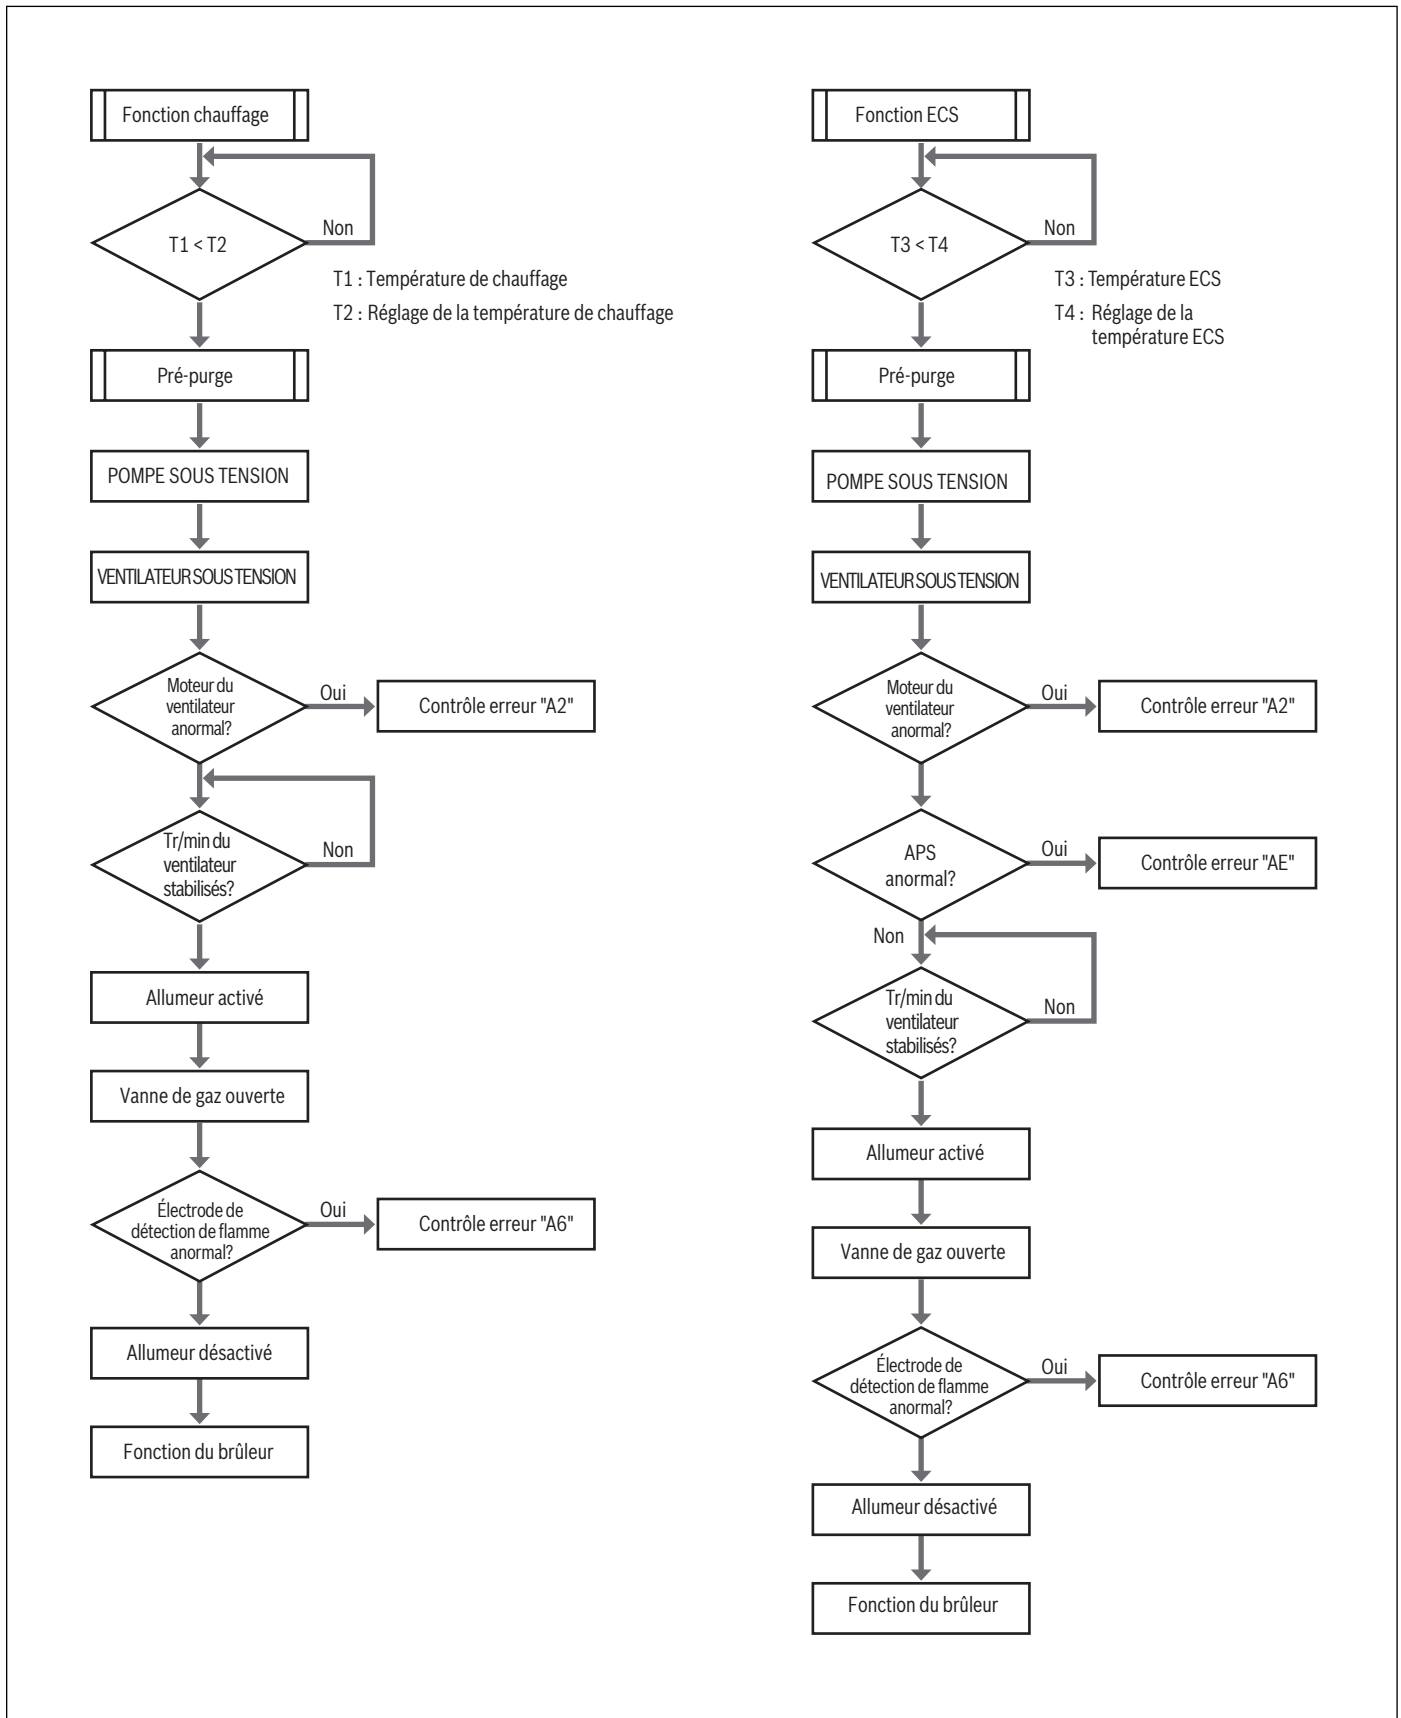 Fonction chauffage
T1 < T2
Non
T1 : Température de chauffage
T2 : Réglage de la température de chauffage
Pré-purge
POMPE SOUS TENSION
VENTILATEUR SOUS TENSION
Moteur du
ventilateur
anormal?
Oui
Contrôle erreur "A2"
Tr/min du
ventilateur
stabilisés?
Non
Allumeur activé
Vanne de gaz ouverte
Électrode de
détection de flamme
anormal?
Oui
Contrôle erreur "A6"
Allumeur désactivé
Fonction du brûleur
Fonction ECS
T3 < T4
Non
T3 : Température ECS
T4 : Réglage de la
température ECS
Pré-purge
POMPE SOUS TENSION
VENTILATEUR SOUS TENSION
Moteur du
ventilateur
anormal?
Oui
Contrôle erreur "A2"
APS
anormal?
Oui
Contrôle erreur "AE"
Non
Tr/min du
ventilateur
stabilisés?
Non
Allumeur activé
Vanne de gaz ouverte
Électrode de
détection de flamme
anormal?
Oui
Contrôle erreur "A6"
Allumeur désactivé
Fonction du brûleur